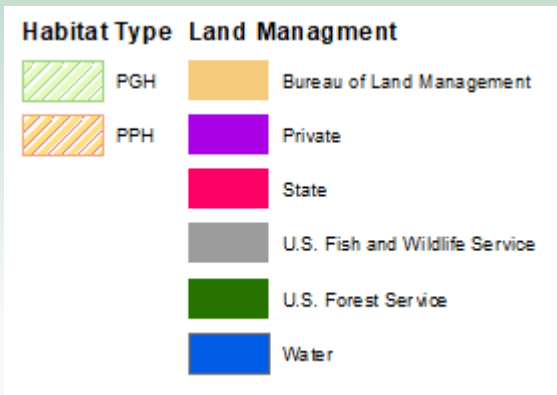 Habitat Type Land Managment
PGH Bureau of Land Management
PPH Private
State
U.S. Fish and Wildlife Service
U.S. Forest Service
Water